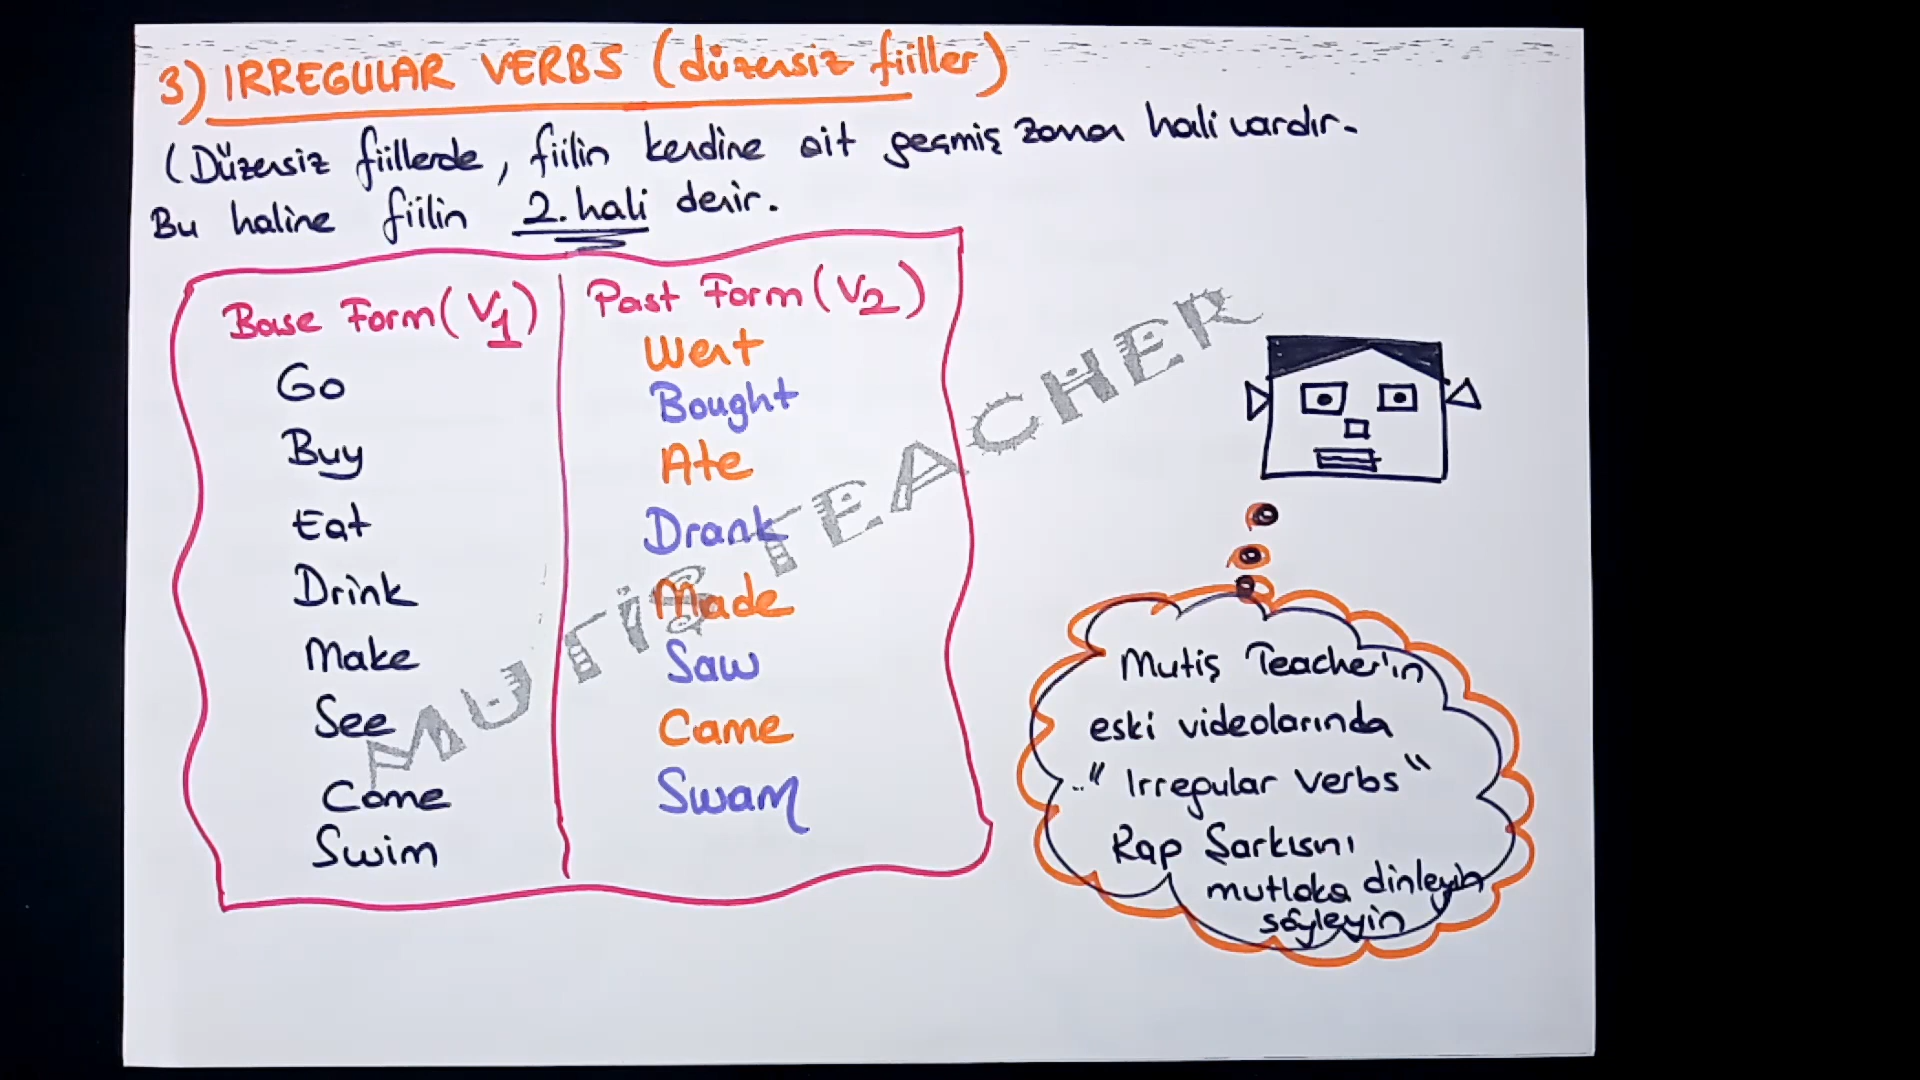 3) IRREGULAR VERBS (düzensiz fiiller)
(Düzensiz fiillerde, fiilin kendine ait geçmiş zaman hali vardır.
Bu haline fiilin 2. hali denir.
Base Form (V1) Past Form (V2)
Go Went
Buy Bought
Eat Ate
Drink Drank
Make Made
See Saw
Come Came
Swim Swam
MUTİŞ TEACHER
Mutiş Teacher'ın
eski videolarında
.." Irregular Verbs"
Rap Şarkısnı
mutlaka dinleyin
söyleyin